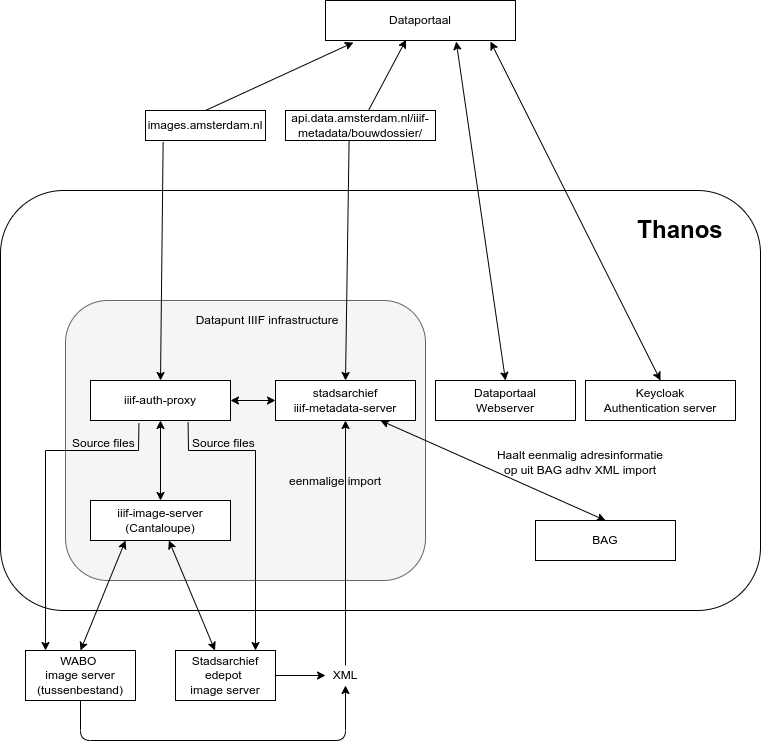 Dataportaal
images.amsterdam.nl
api.data.amsterdam.nl/iiif-
metadata/bouwdossier/
Thanos
Datapunt IIIF infrastructure
iiif-auth-proxy
stadsarchief
iiif-metadata-server
Dataportaal
Webserver
Keycloak
Authentication server
Source files
Source files
Haalt eenmalig adresinformatie
op uit BAG adhv XML import
eenmalige import
iiif-image-server
(Cantaloupe)
BAG
WABO
image server
(tussenbestand)
Stadsarchief
edepot
image server
XML